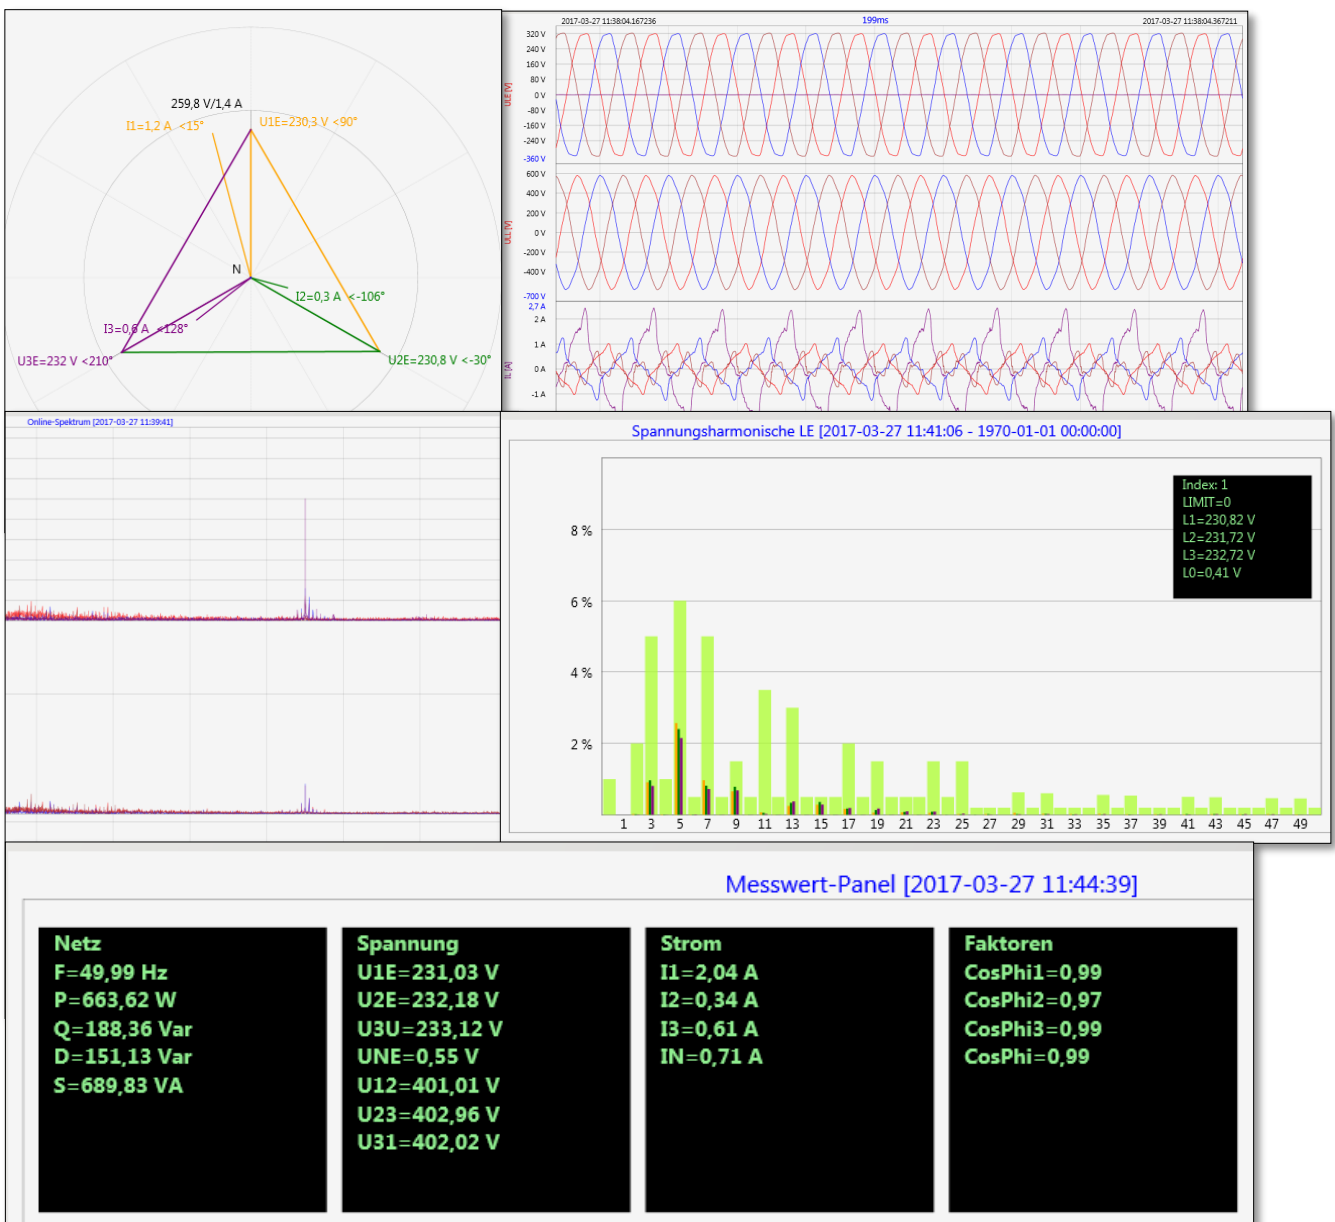 259,8 V/1,4 A
I1=1,2 A <15°
U1E=230,3 V <90°
N
I2=0,3 A <-106°
I3=0,6 A <128°
U3E=232 V <210°
U2E=230,8 V <-30°
2017-03-27 11:38:04.167236
199ms
2017-03-27 11:38:04.367211
ULE [V]
320 V
240 V
160 V
80 V
0 V
-80 V
-160 V
-240 V
-360 V
ULL [V]
600 V
400 V
200 V
0 V
-200 V
-400 V
-700 V
IL [A]
2,7 A
2 A
1 A
0 A
-1 A
Online-Spektrum [2017-03-27 11:39:41]
Spannungsharmonische LE [2017-03-27 11:41:06 - 1970-01-01 00:00:00]
8 %
6 %
4 %
2 %
Index: 1
LIMIT=0
L1=230,82 V
L2=231,72 V
L3=232,72 V
L0=0,41 V
1 3 5 7 9 11 13 15 17 19 21 23 25 27 29 31 33 35 37 39 41 43 45 47 49
Messwert-Panel [2017-03-27 11:44:39]
Netz
F=49,99 Hz
P=663,62 W
Q=188,36 Var
D=151,13 Var
S=689,83 VA
Spannung
U1E=231,03 V
U2E=232,18 V
U3U=233,12 V
UNE=0,55 V
U12=401,01 V
U23=402,96 V
U31=402,02 V
Strom
I1=2,04 A
I2=0,34 A
I3=0,61 A
IN=0,71 A
Faktoren
CosPhi1=0,99
CosPhi2=0,97
CosPhi3=0,99
CosPhi=0,99